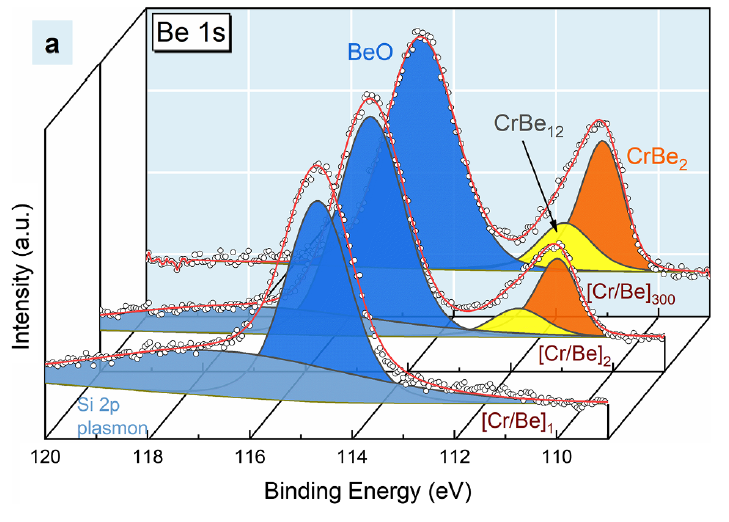 a
Be 1s
BeO
CrBe12
CrBe2
[Cr/Be]300
[Cr/Be]2
[Cr/Be]1
Si 2p
plasmon
Intensity (a.u.)
120 118 116 114 112 110
Binding Energy (eV)